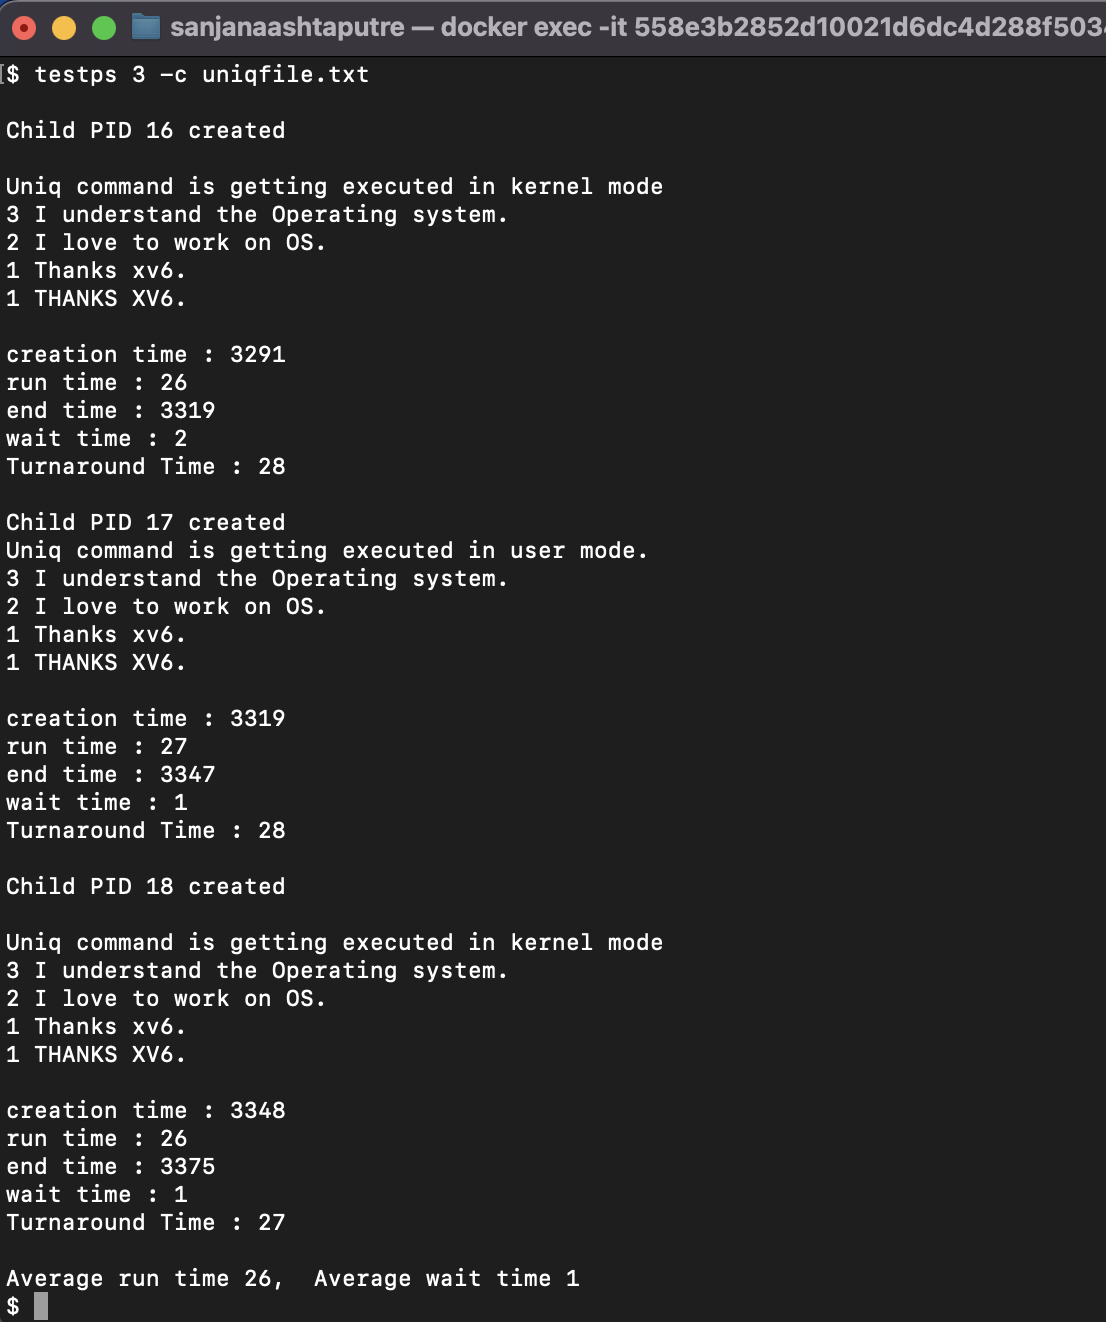 sanjanaashtaputre — docker exec -it 558e3b2852d10021d6dc4d288f503
[$ testps 3 -c uniqfile.txt
Child PID 16 created
Uniq command is getting executed in kernel mode
3 I understand the Operating system.
2 I love to work on OS.
1 Thanks xv6.
1 THANKS XV6.
creation time : 3291
run time : 26
end time : 3319
wait time : 2
Turnaround Time : 28
Child PID 17 created
Uniq command is getting executed in user mode.
3 I understand the Operating system.
2 I love to work on OS.
1 Thanks xv6.
1 THANKS XV6.
creation time : 3319
run time : 27
end time : 3347
wait time : 1
Turnaround Time : 28
Child PID 18 created
Uniq command is getting executed in kernel mode
3 I understand the Operating system.
2 I love to work on OS.
1 Thanks xv6.
1 THANKS XV6.
creation time : 3348
run time : 26
end time : 3375
wait time : 1
Turnaround Time : 27
Average run time 26,  Average wait time 1
$